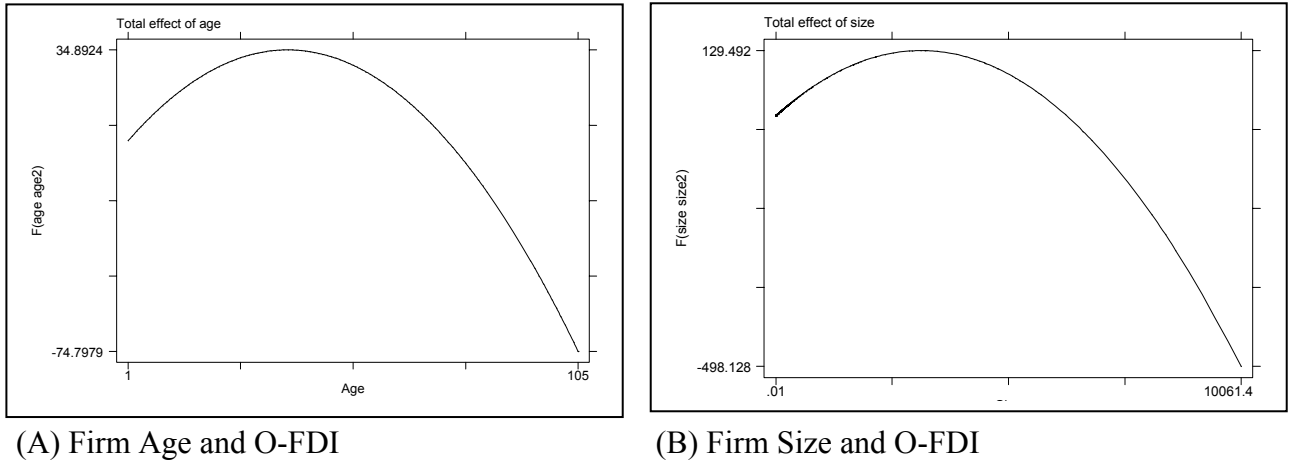 Total effect of age
34.8924
F(age age2)
-74.7979
1
105
Age
(A) Firm Age and O-FDI
Total effect of size
129.492
F(size size2)
-498.128
.01
10061.4
(B) Firm Size and O-FDI